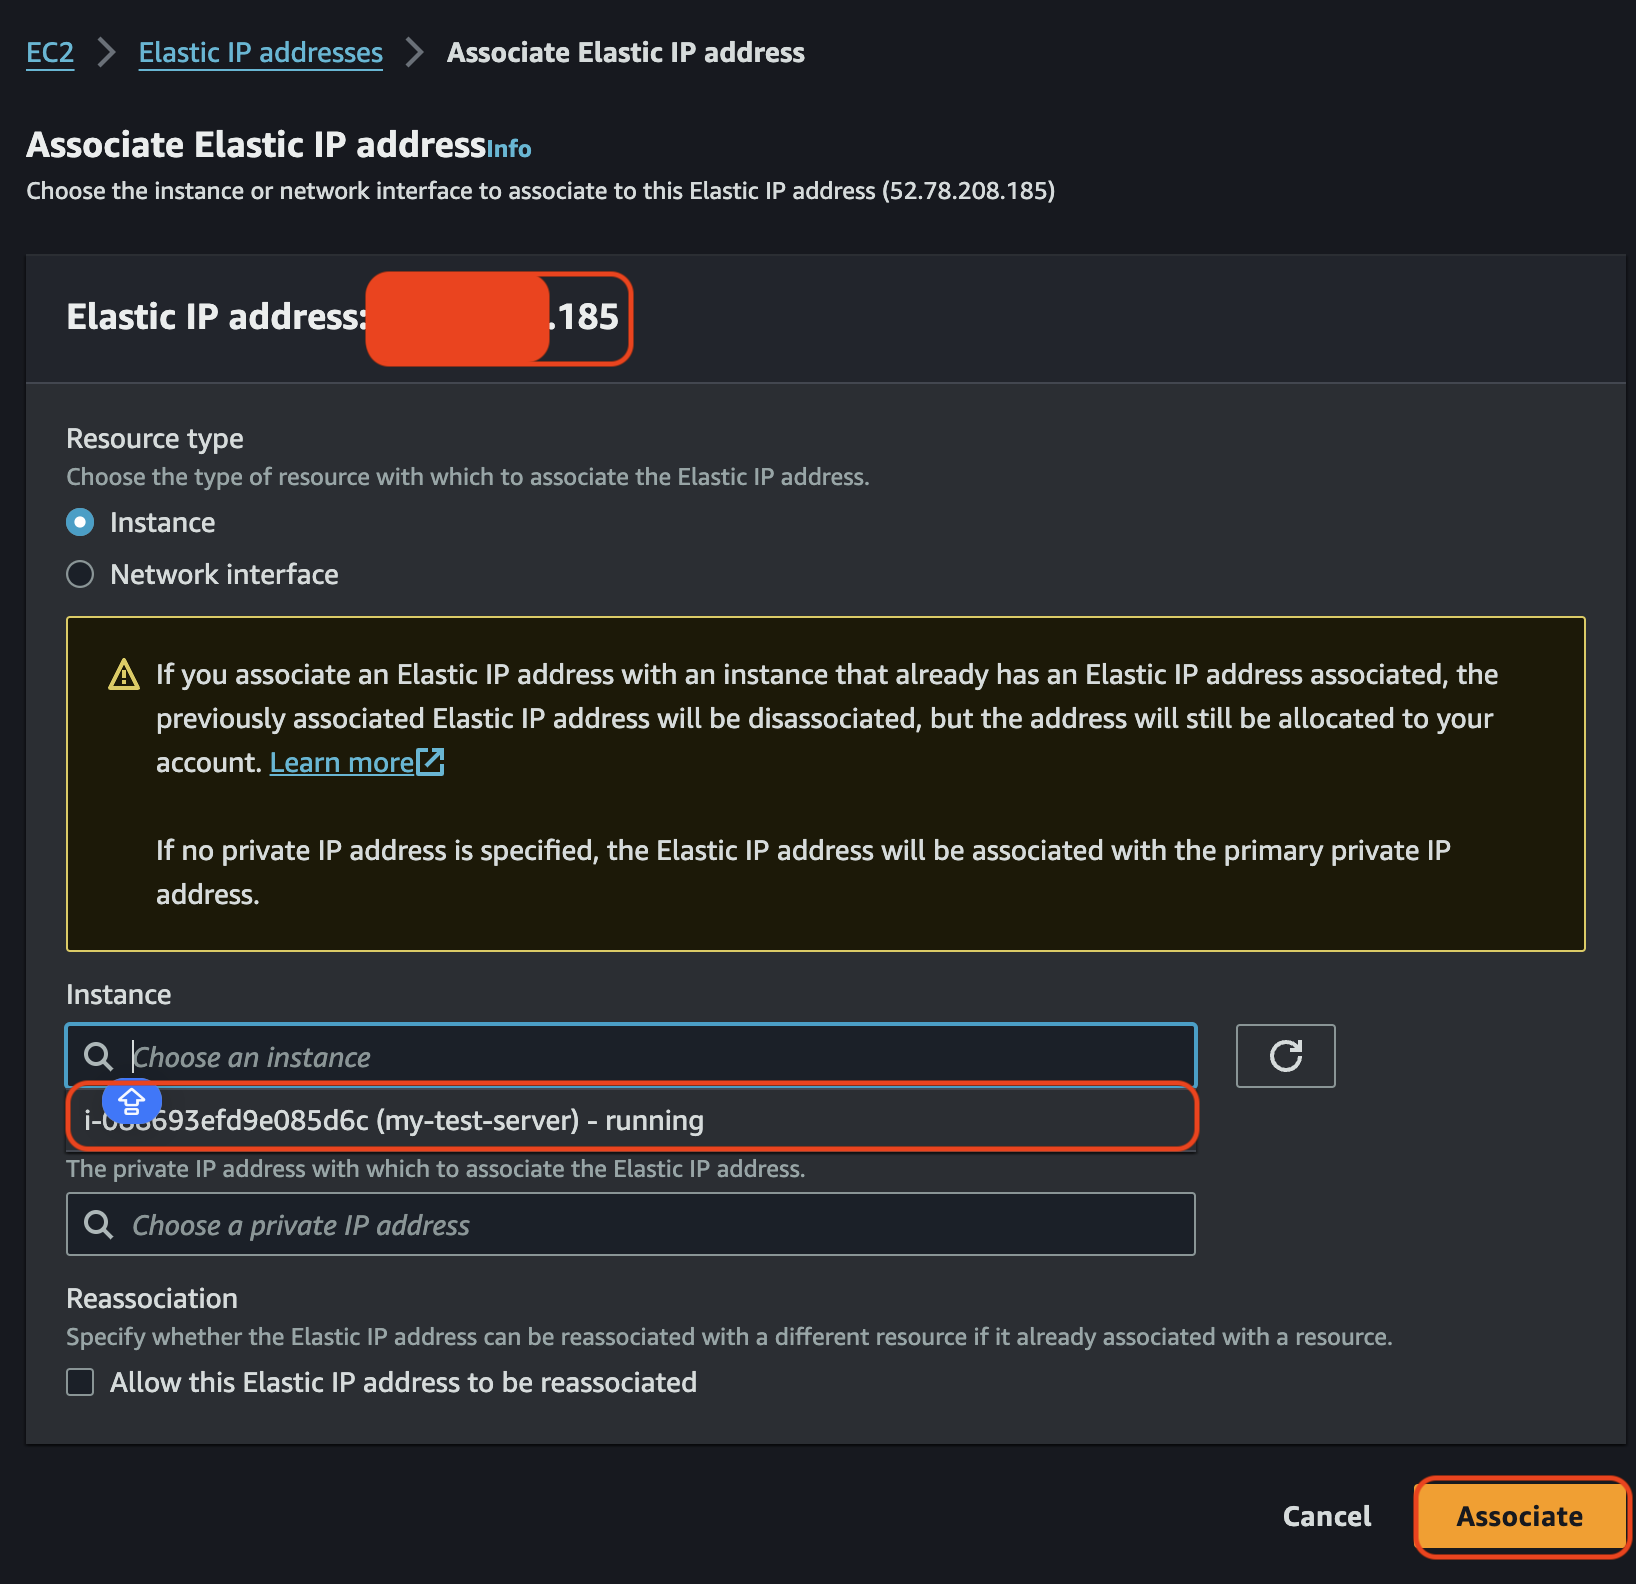 EC2 > Elastic IP addresses > Associate Elastic IP address
Associate Elastic IP address Info
Choose the instance or network interface to associate to this Elastic IP address (52.78.208.185)
Elastic IP address: .185
Resource type
Choose the type of resource with which to associate the Elastic IP address.
Instance
Network interface
If you associate an Elastic IP address with an instance that already has an Elastic IP address associated, the
previously associated Elastic IP address will be disassociated, but the address will still be allocated to your
account. Learn more
If no private IP address is specified, the Elastic IP address will be associated with the primary private IP
address.
Instance
Choose an instance
(my-test-server) - running
The private IP address with which to associate the Elastic IP address.
Choose a private IP address
Reassociation
Specify whether the Elastic IP address can be reassociated with a different resource if it already associated with a resource.
Allow this Elastic IP address to be reassociated
Cancel
Associate